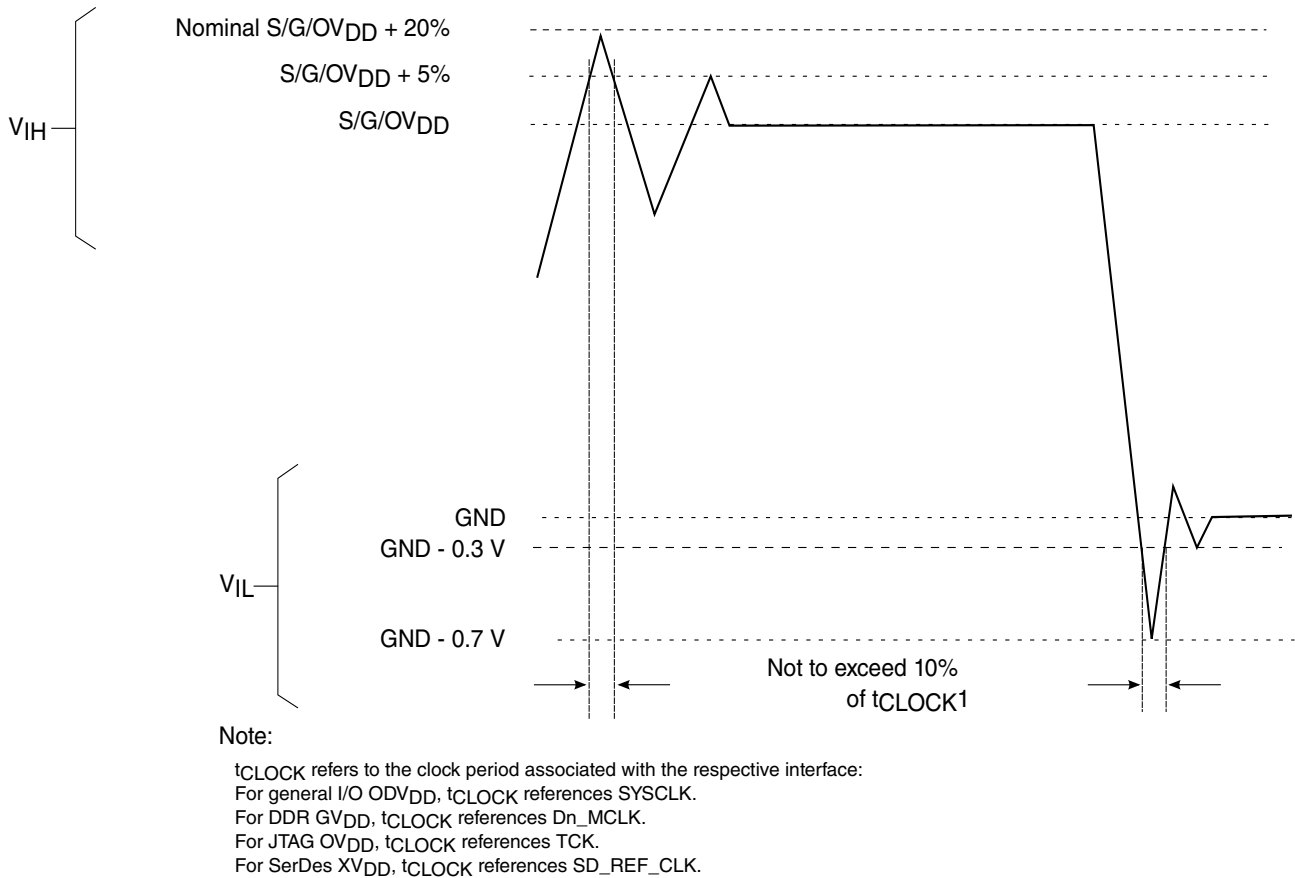 Nominal S/G/OVDD + 20%
S/G/OVDD + 5%
S/G/OVDD
VIH
GND
GND - 0.3 V
VIL
GND - 0.7 V
Not to exceed 10%
of tCLOCK1
Note:
tCLOCK refers to the clock period associated with the respective interface:
For general I/O ODVDD, tCLOCK references SYSCLK.
For DDR GVDD, tCLOCK references Dn_MCLK.
For JTAG OVDD, tCLOCK references TCK.
For SerDes XVDD, tCLOCK references SD_REF_CLK.